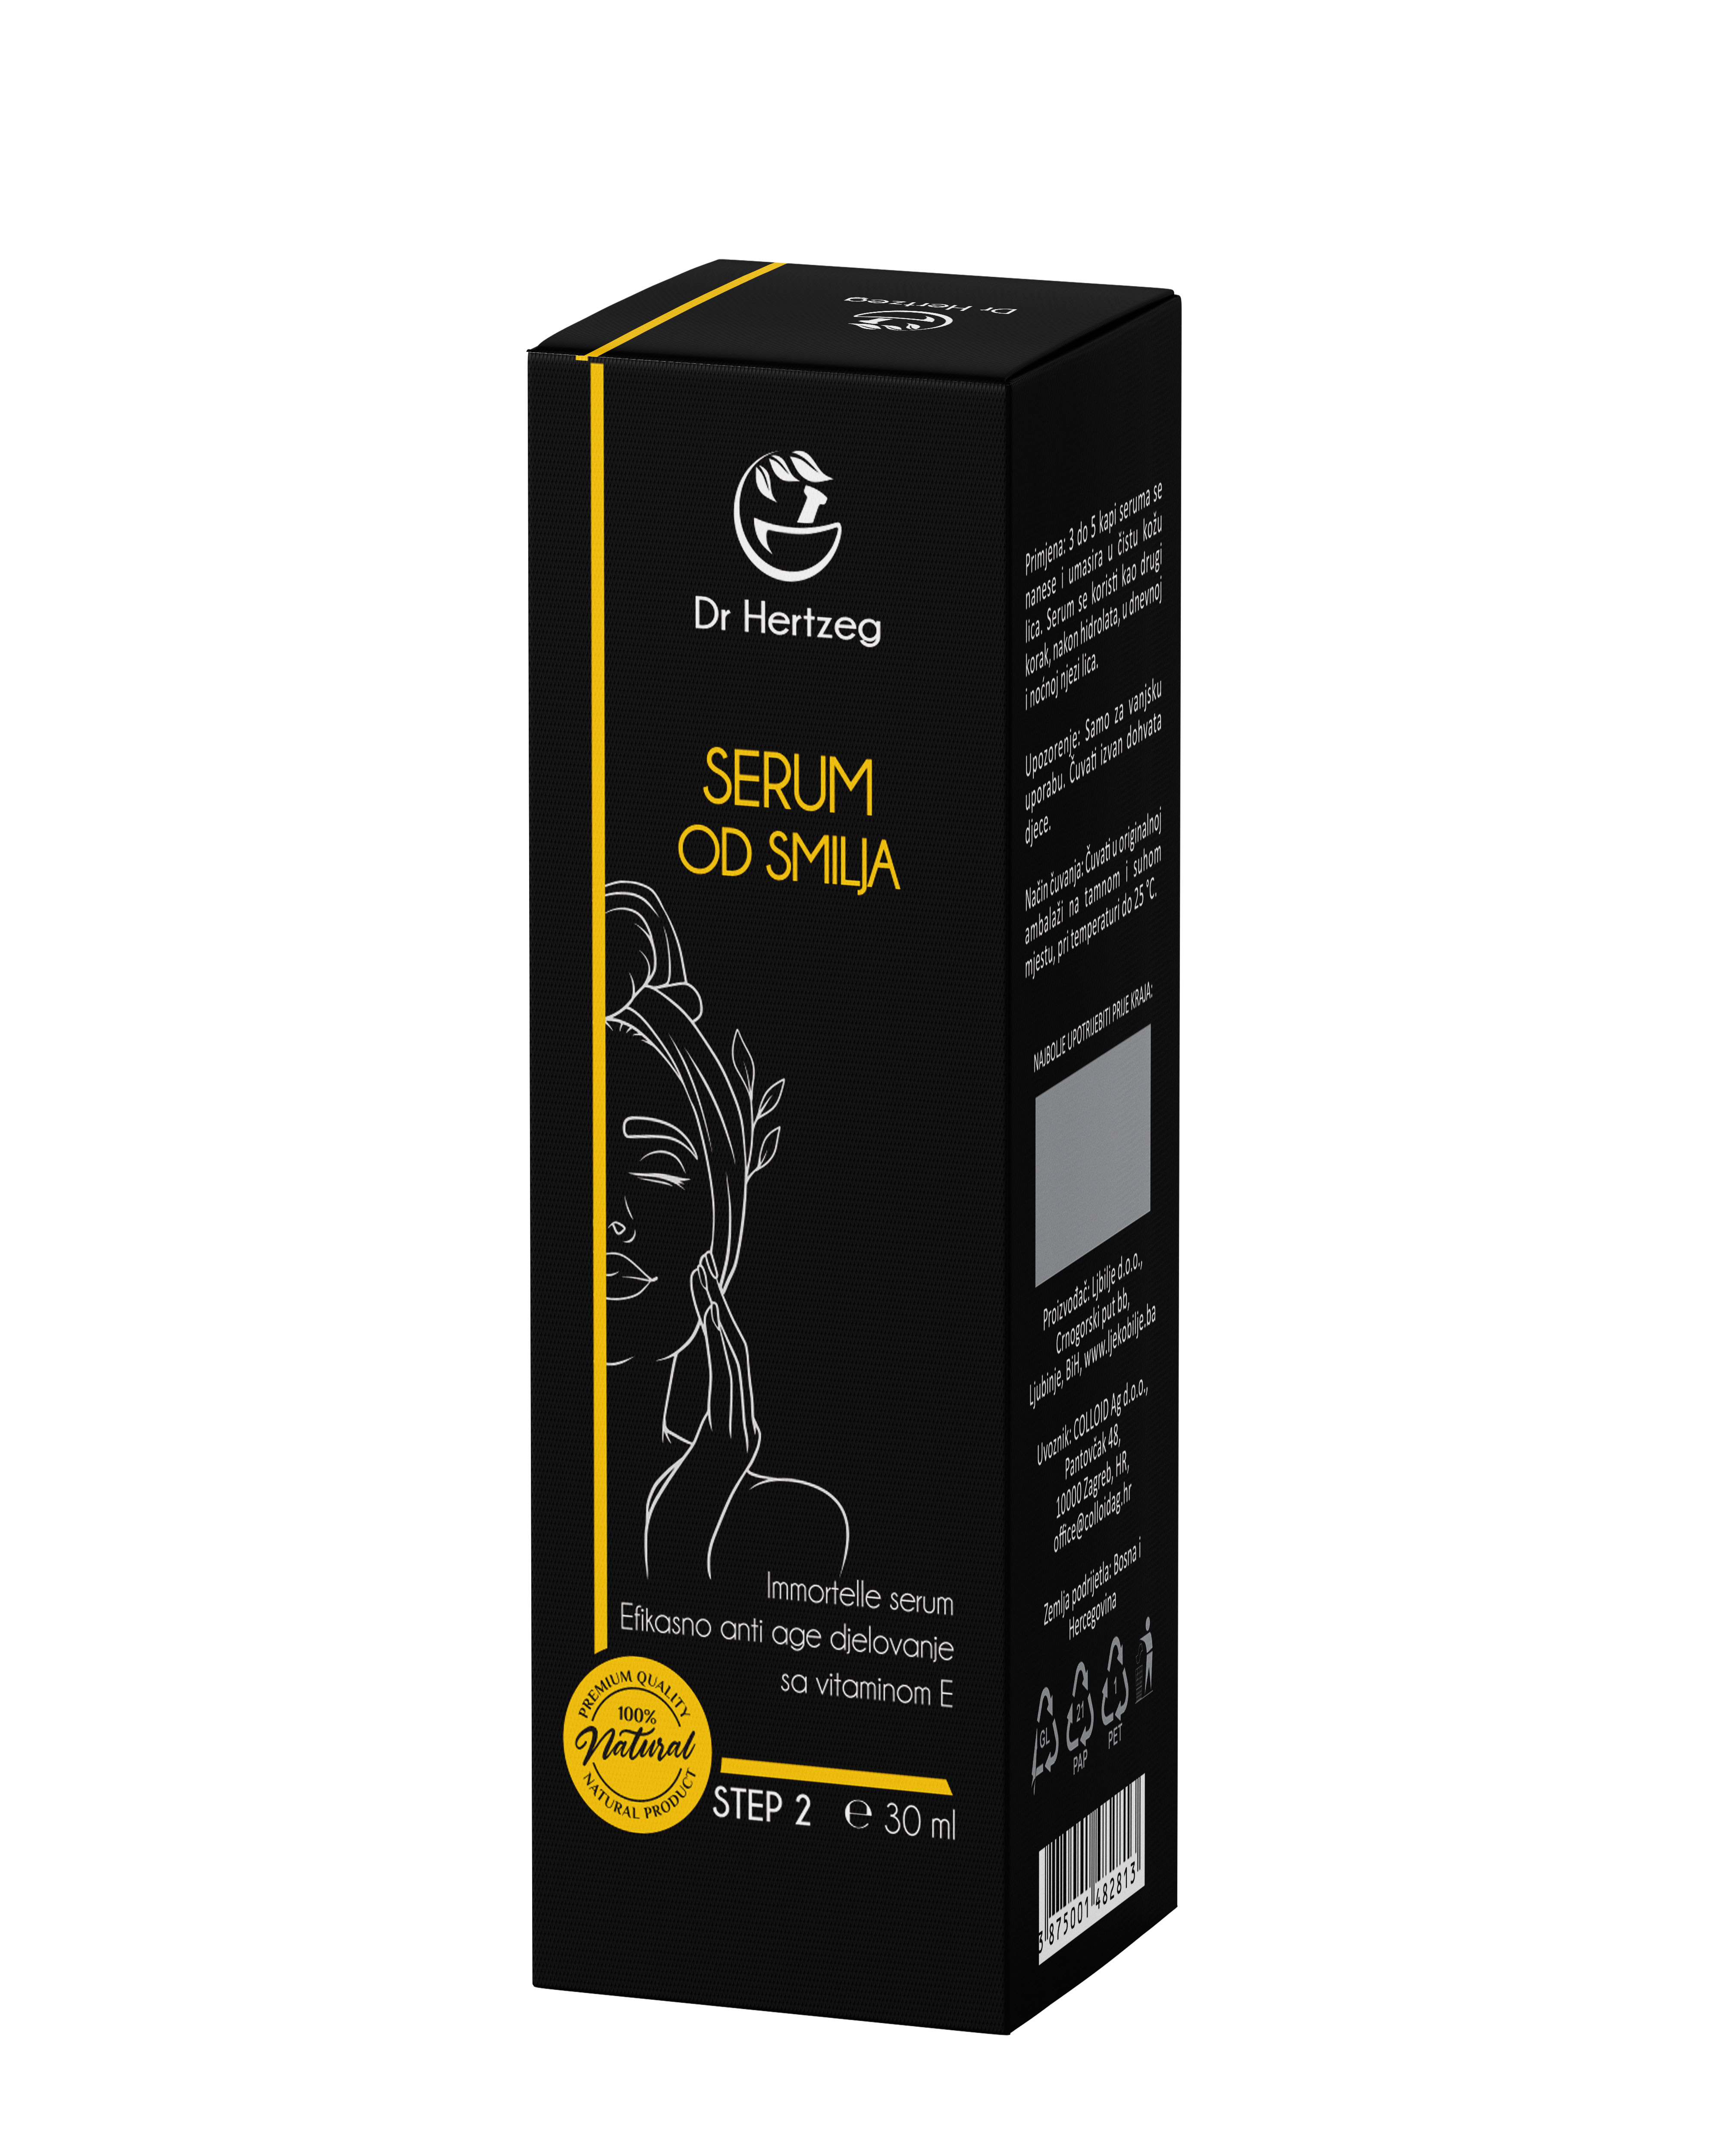 Dr Hertzeg
Dr Hertzeg
SERUM
OD SMILJA
Immortelle serum
Efikasno anti age djelovanje
sa vitaminom E
PREMIUM QUALITY
100%
Natural
NATURAL PRODUCT
STEP 2 ℮ 30 ml
Primjena: 3 do 5 kapi seruma se
nanese i umasira u čistu kožu
lica. Serum se koristi kao drugi
korak, nakon hidrolata, u dnevnoj
i noćnoj njezi lica.
Upozorenje: Samo za vanjsku
uporabu. Čuvati izvan dohvata
djece.
Način čuvanja: Čuvati u originalnoj
ambalaži na tamnom i suhom
mjestu, pri temperaturi do 25 °C.
NAJBOLJE UPOTRIJEBITI PRIJE KRAJA:
Proizvođač: Ljbilje d.o.o.,
Crnogorski put bb,
Ljubinje, BiH, www.ljekobilje.ba
Uvoznik: COLLOID Ag d.o.o.,
Pantovčak 48,
10000 Zagreb, HR,
office@colloidag.hr
Zemlja podrijetla: Bosna i
Hercegovina
GL 21 1
PAP PET
3 875001 482813